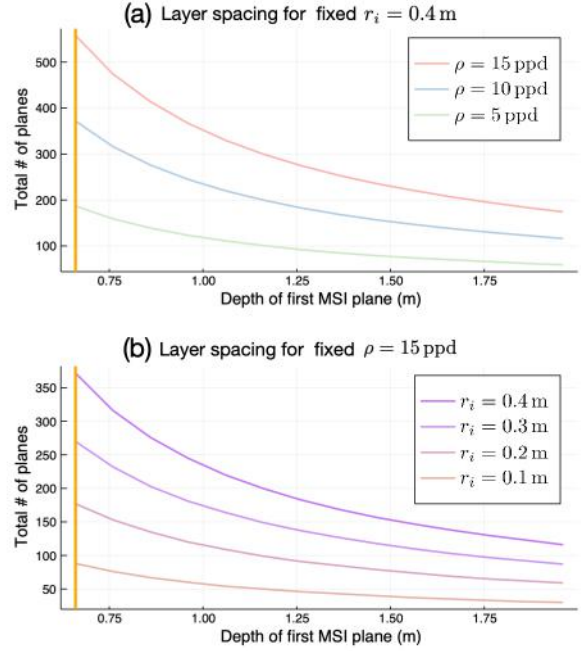 (a) Layer spacing for fixed r_i = 0.4 m
Total # of planes
500
400
300
200
100
ρ = 15 ppd
ρ = 10 ppd
ρ = 5 ppd
0.75 1.00 1.25 1.50 1.75
Depth of first MSI plane (m)
(b) Layer spacing for fixed ρ = 15 ppd
Total # of planes
350
300
250
200
150
100
50
r_i = 0.4 m
r_i = 0.3 m
r_i = 0.2 m
r_i = 0.1 m
0.75 1.00 1.25 1.50 1.75
Depth of first MSI plane (m)